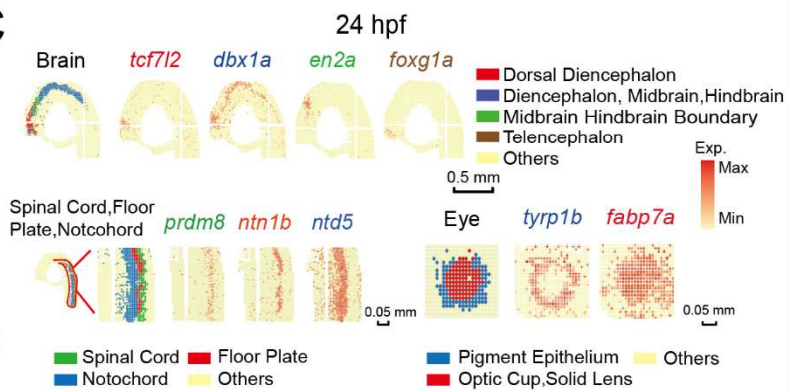 C
24 hpf
Brain
tcf7l2
dbx1a
en2a
foxg1a
Dorsal Diencephalon
Diencephalon, Midbrain,Hindbrain
Midbrain Hindbrain Boundary
Telencephalon
Others
0.5 mm
Exp.
Max
Min
Spinal Cord,Floor
Plate,Notcohord
prdm8
ntn1b
ntd5
0.05 mm
Eye
tyrp1b
fabp7a
0.05 mm
Spinal Cord
Floor Plate
Notochord
Others
Pigment Epithelium
Others
Optic Cup,Solid Lens